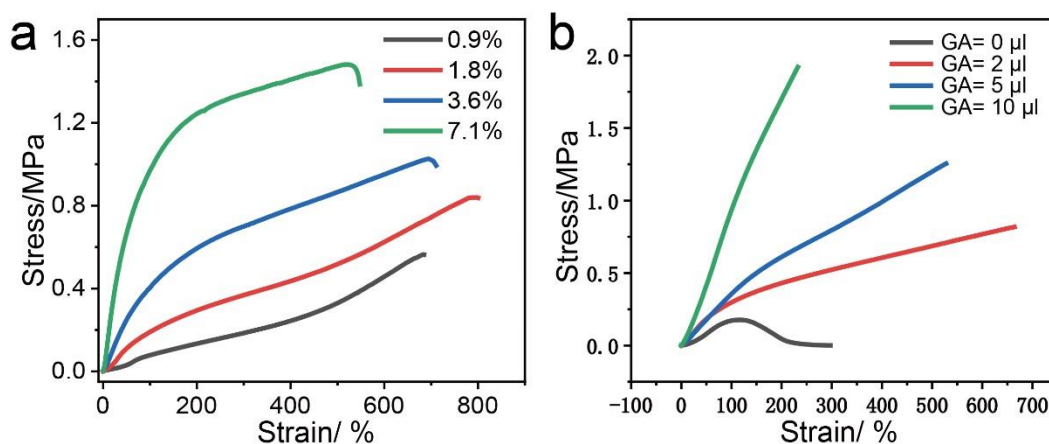 a
1.6
1.2
0.8
0.4
0.0
0
200
400
600
800
Stress/MPa
Strain/ %
0.9%
1.8%
3.6%
7.1%
b
2.0
1.5
1.0
0.5
0.0
-100
0
100
200
300
400
500
600
700
Stress/MPa
Strain/ %
GA= 0 µl
GA= 2 µl
GA= 5 µl
GA= 10 µl